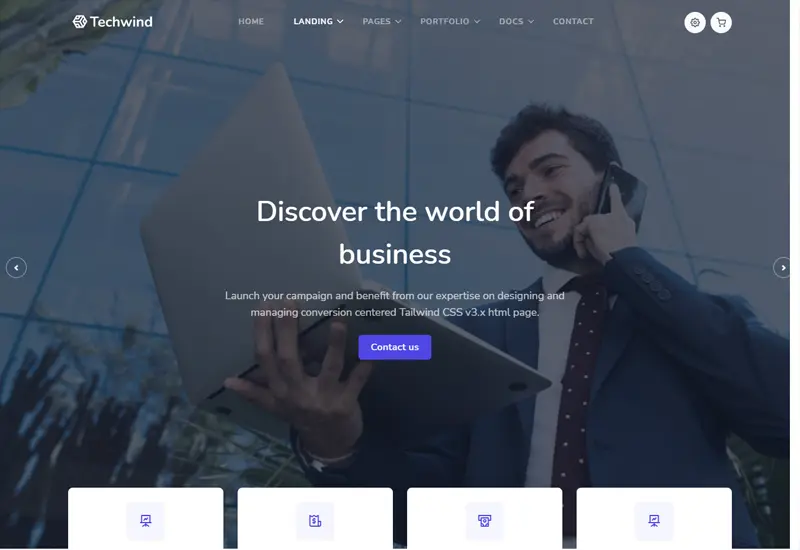 Techwind
HOME LANDING PAGES PORTFOLIO DOCS CONTACT
Discover the world of
business
Launch your campaign and benefit from our expertise on designing and
managing conversion centered Tailwind CSS v3.x html page.
Contact us